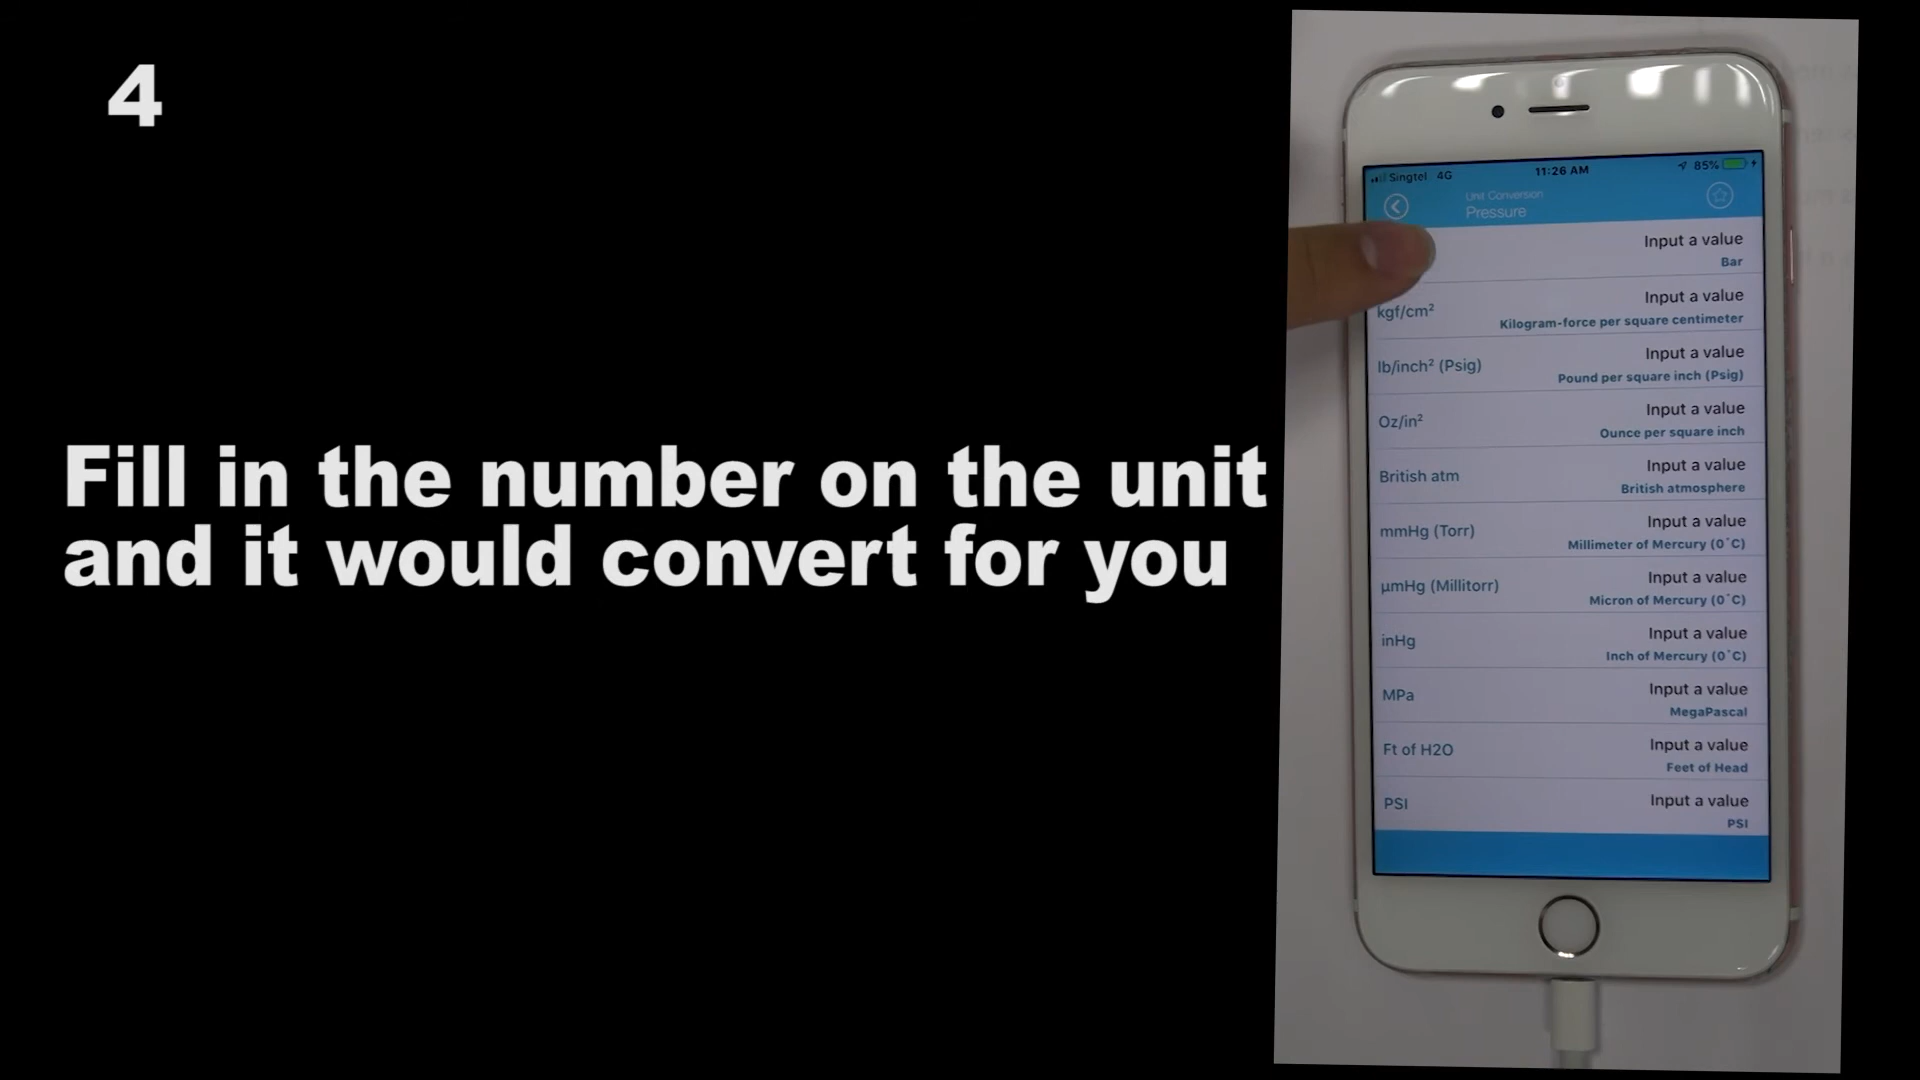 4
Fill in the number on the unit
and it would convert for you
Singtel 4G 11:26 AM 85%
Unit Conversion
Pressure
Input a value
Bar
kgf/cm² Input a value
Kilogram-force per square centimeter
lb/inch² (Psig) Input a value
Pound per square inch (Psig)
Oz/in² Input a value
Ounce per square inch
British atm Input a value
British atmosphere
mmHg (Torr) Input a value
Millimeter of Mercury (0°C)
µmHg (Millitorr) Input a value
Micron of Mercury (0°C)
inHg Input a value
Inch of Mercury (0°C)
MPa Input a value
MegaPascal
Ft of H2O Input a value
Feet of Head
PSI Input a value
PSI